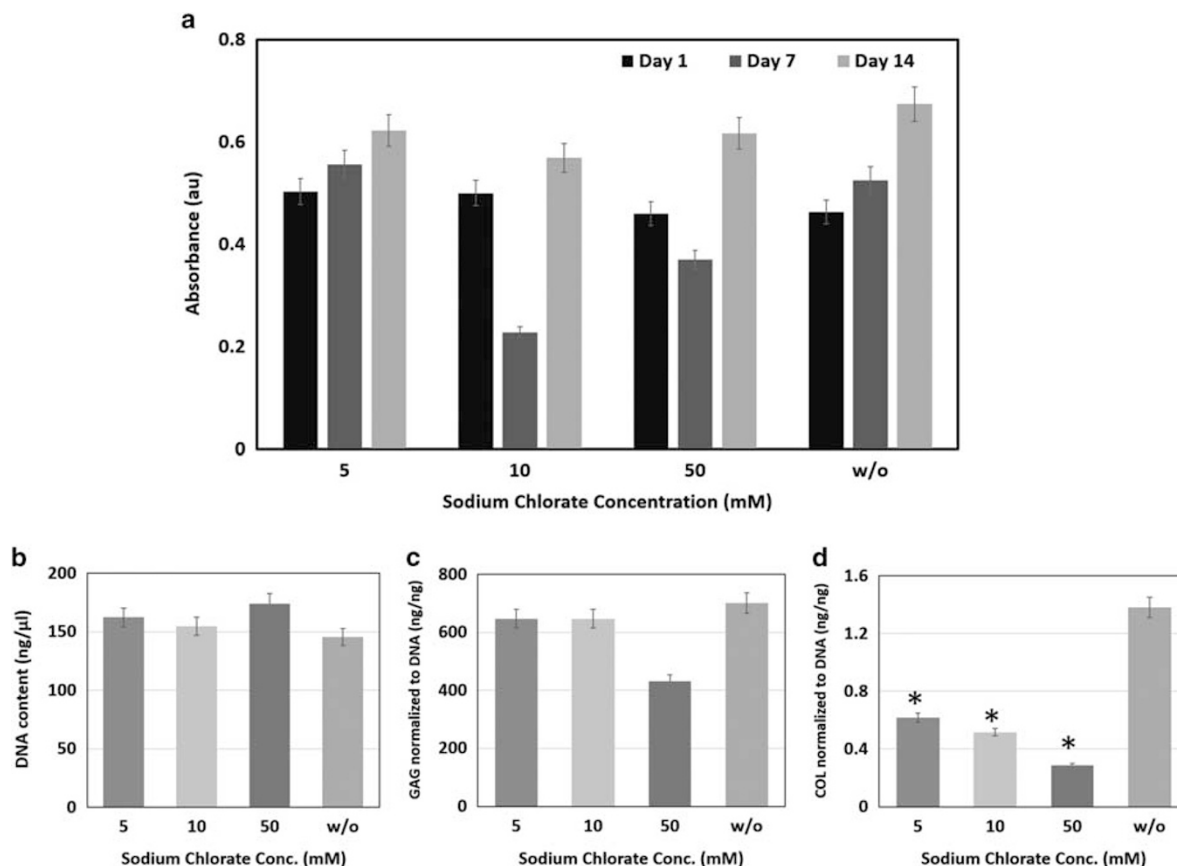 a
0.8
Day 1 Day 7 Day 14
0.6
0.4
0.2
0
Absorbance (au)
5 10 50 w/o
Sodium Chlorate Concentration (mM)
b
200
150
100
50
0
DNA content (ng/µl)
5 10 50 w/o
Sodium Chlorate Conc. (mM)
c
800
600
400
200
0
GAG normalized to DNA (ng/ng)
5 10 50 w/o
Sodium Chlorate Conc. (mM)
d
1.6
1.2
0.8
0.4
0
COL normalized to DNA (ng/ng)
* * *
5 10 50 w/o
Sodium Chlorate Conc. (mM)